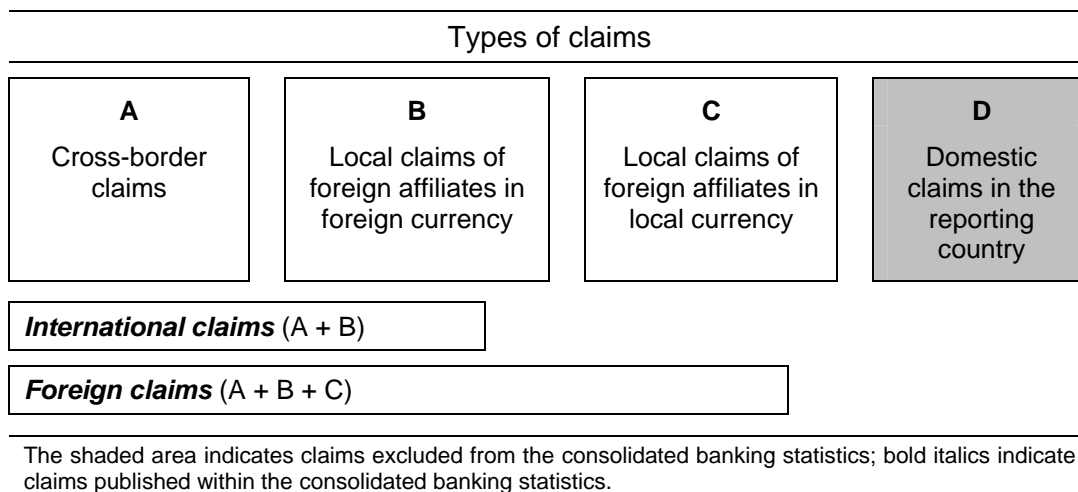 Types of claims
A
Cross-border
claims
B
Local claims of
foreign affiliates in
foreign currency
C
Local claims of
foreign affiliates in
local currency
D
Domestic
claims in the
reporting
country
International claims (A + B)
Foreign claims (A + B + C)
The shaded area indicates claims excluded from the consolidated banking statistics; bold italics indicate
claims published within the consolidated banking statistics.